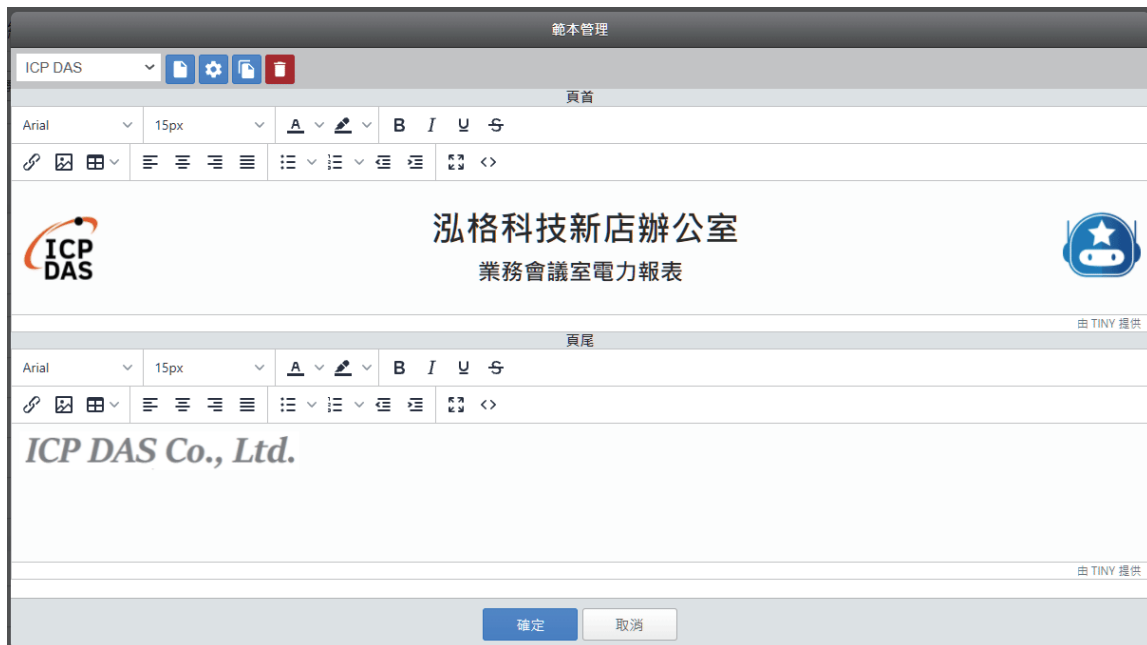 範本管理
ICP DAS
頁首
Arial 15px A B I U S
ICP DAS
泓格科技新店辦公室
業務會議室電力報表
由 TINY 提供
頁尾
Arial 15px A B I U S
ICP DAS Co., Ltd.
由 TINY 提供
確定 取消